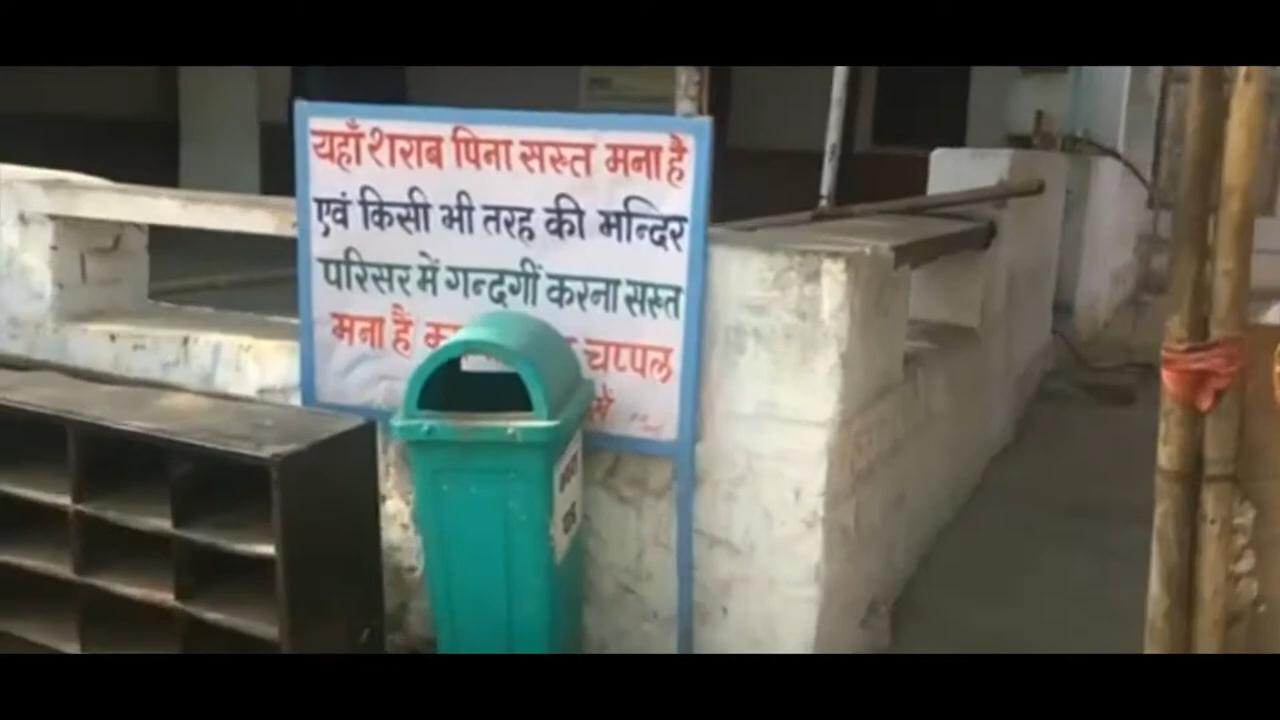 यहाँ शराब पिना सख्त मना है
एवं किसी भी तरह की मन्दिर
परिसर में गन्दगीं करना सख्त
मना हैं चप्पल